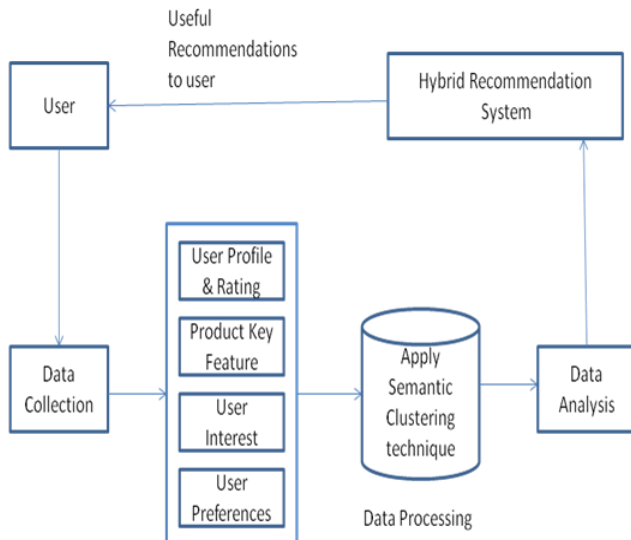 Useful
Recommendations
to user
User
Hybrid Recommendation
System
User Profile
& Rating
Product Key
Feature
User
Interest
User
Preferences
Data
Collection
Apply
Semantic
Clustering
technique
Data
Analysis
Data Processing